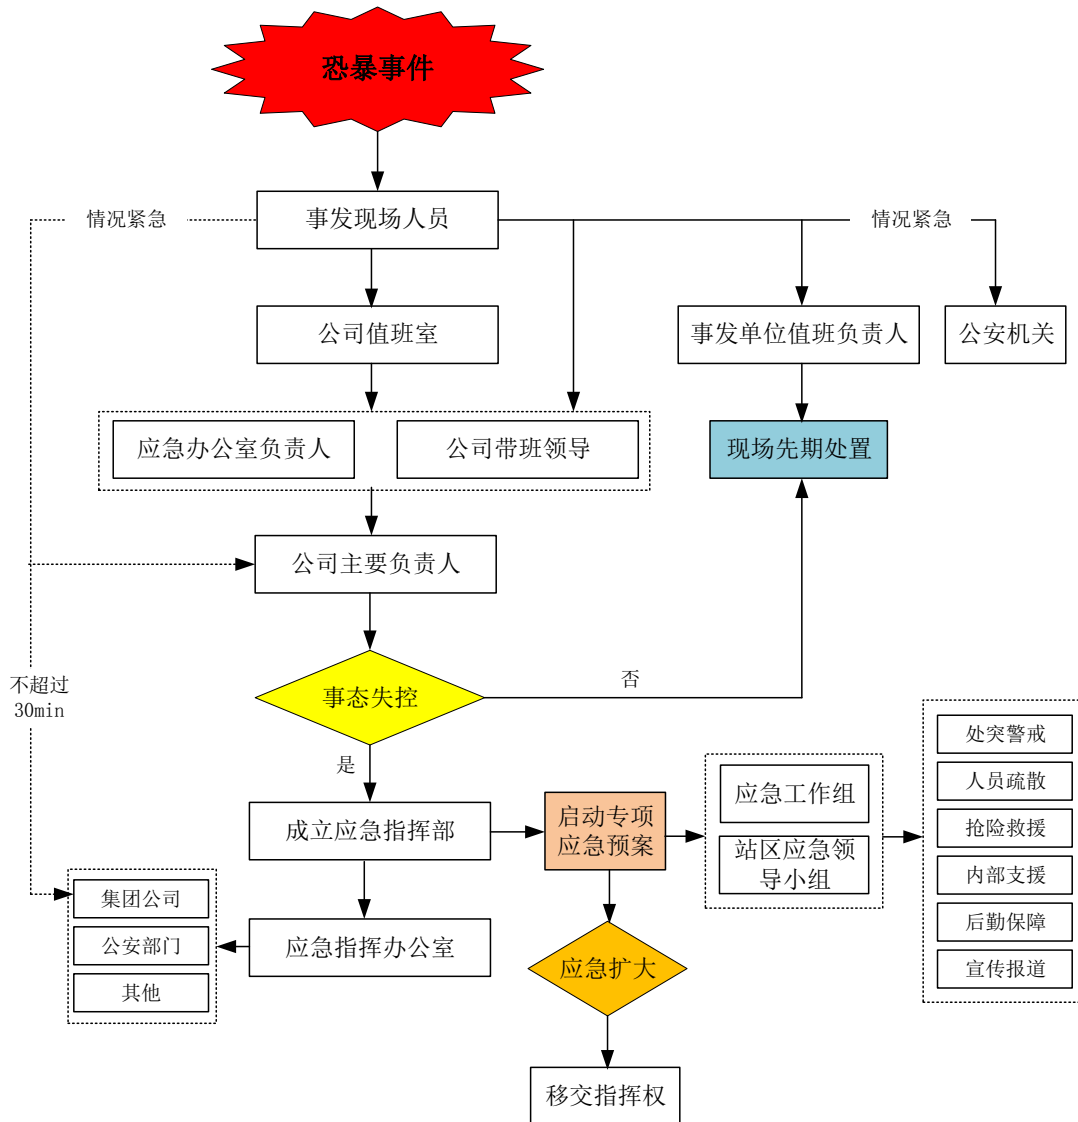 恐暴事件
情况紧急
事发现场人员
情况紧急
公司值班室
事发单位值班负责人
公安机关
应急办公室负责人
公司带班领导
现场先期处置
公司主要负责人
不超过
30min
事态失控
否
是
成立应急指挥部
启动专项
应急预案
应急工作组
站区应急领
导小组
处突警戒
人员疏散
抢险救援
内部支援
后勤保障
宣传报道
集团公司
公安部门
其他
应急指挥办公室
应急扩大
移交指挥权